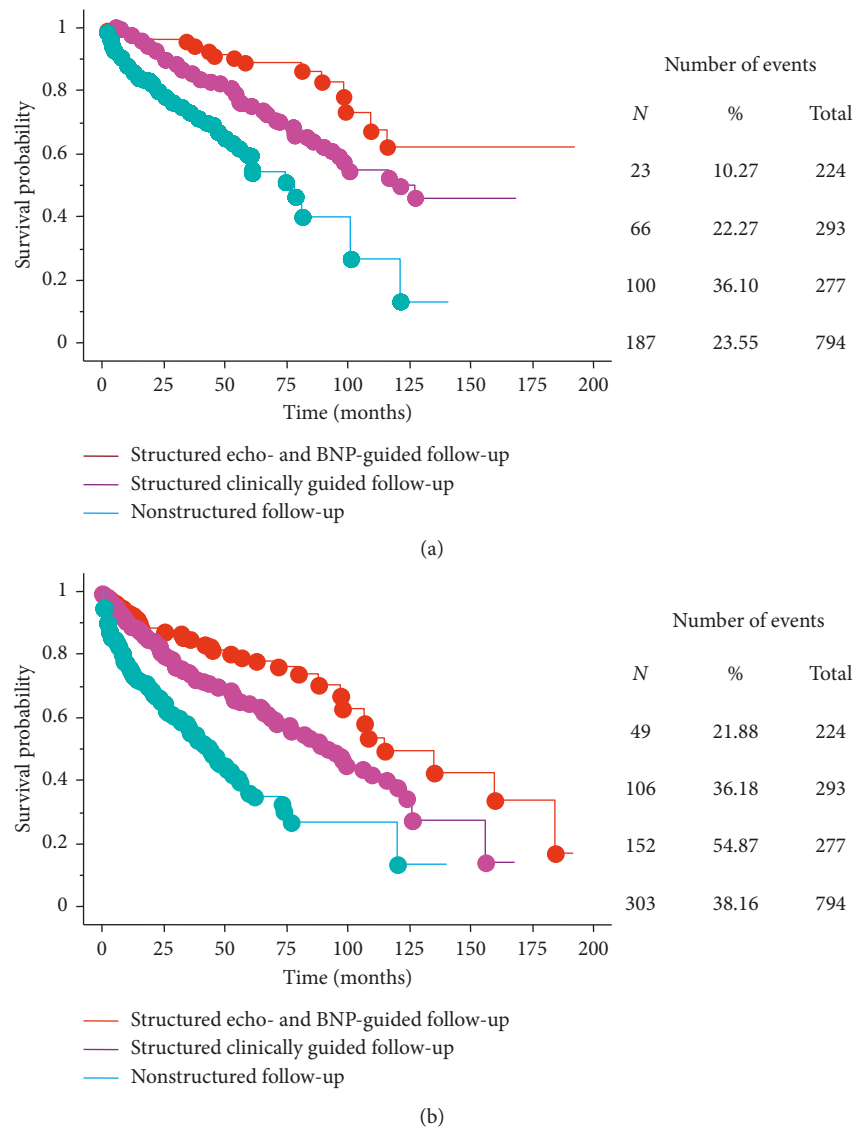 1
0.8
0.6
0.4
0.2
0
Survival probability
0 25 50 75 100 125 150 175 200
Time (months)
Number of events
N % Total
23 10.27 224
66 22.27 293
100 36.10 277
187 23.55 794
Structured echo- and BNP-guided follow-up
Structured clinically guided follow-up
Nonstructured follow-up
(a)
1
0.8
0.6
0.4
0.2
0
Survival probability
0 25 50 75 100 125 150 175 200
Time (months)
Number of events
N % Total
49 21.88 224
106 36.18 293
152 54.87 277
303 38.16 794
Structured echo- and BNP-guided follow-up
Structured clinically guided follow-up
Nonstructured follow-up
(b)